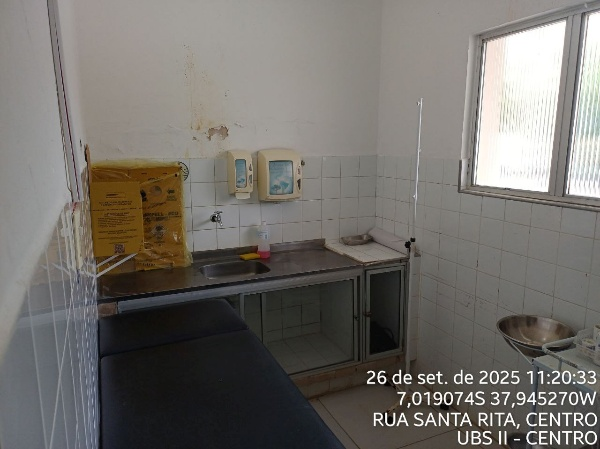 26 de set. de 2025 11:20:33
7,019074S 37,945270W
RUA SANTA RITA, CENTRO
UBS II - CENTRO